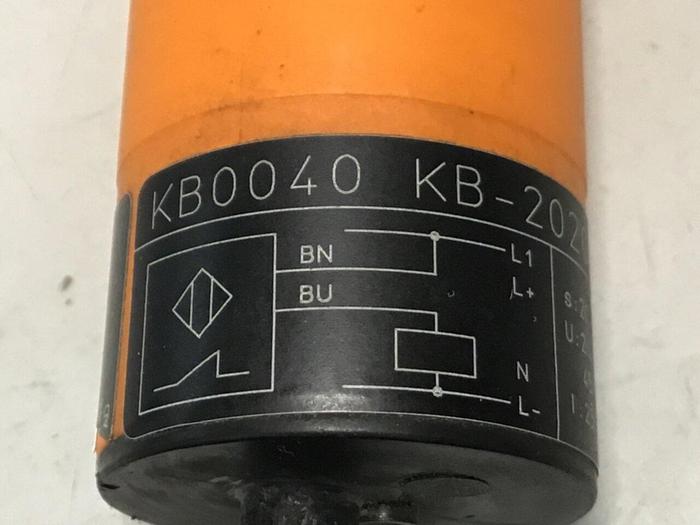 KB0040 KB-202
BN
L1
BU
L+
N
L-